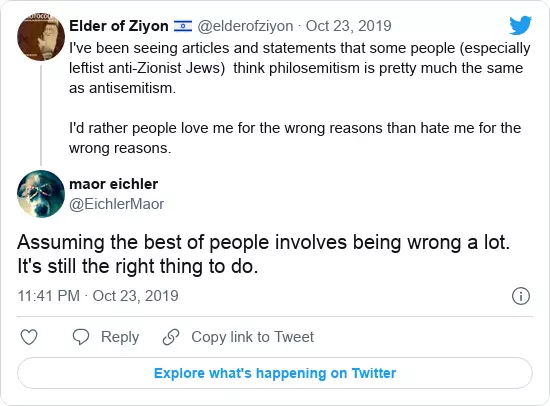 Elder of Ziyon 🇮🇱 @elderofziyon · Oct 23, 2019
I've been seeing articles and statements that some people (especially
leftist anti-Zionist Jews)  think philosemitism is pretty much the same
as antisemitism.
I'd rather people love me for the wrong reasons than hate me for the
wrong reasons.
maor eichler
@EichlerMaor
Assuming the best of people involves being wrong a lot.
It's still the right thing to do.
11:41 PM · Oct 23, 2019
Reply
Copy link to Tweet
Explore what's happening on Twitter